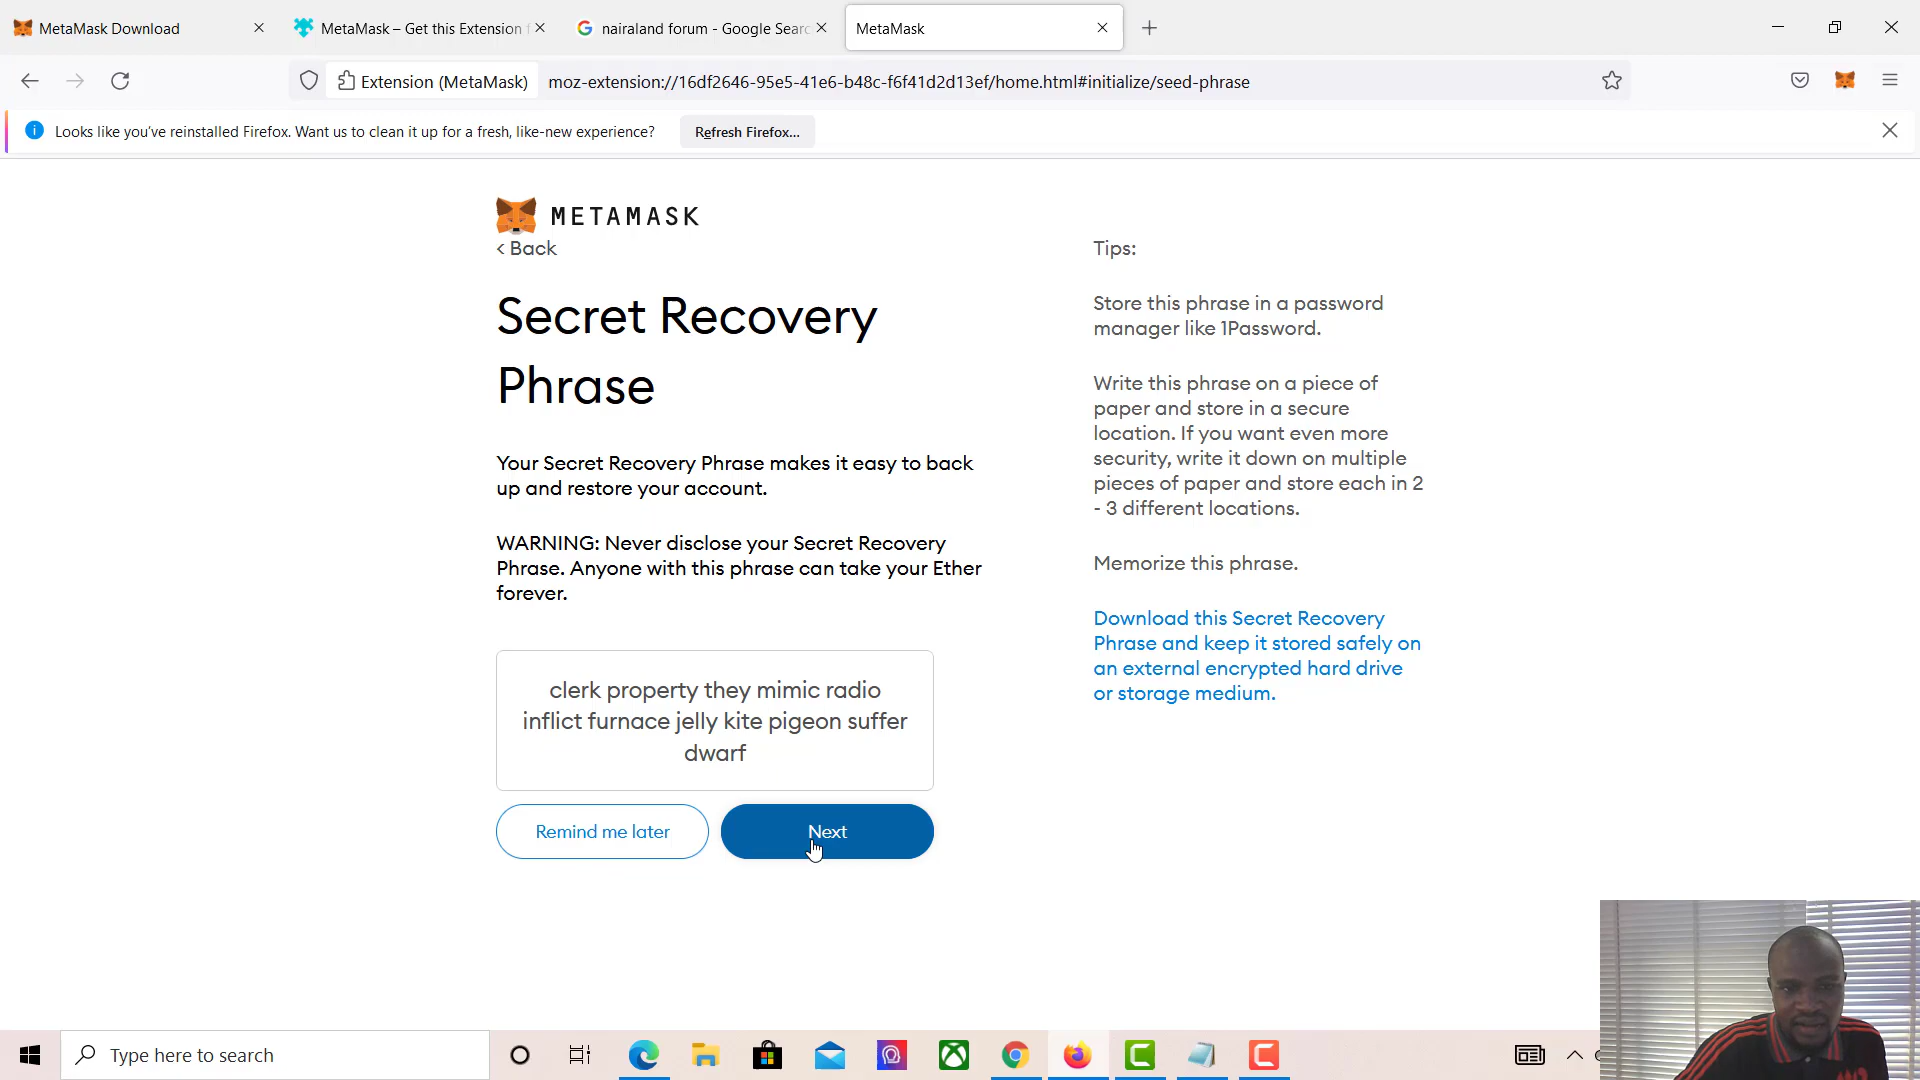 MetaMask Download
MetaMask – Get this Extension
nairaland forum - Google Searc
MetaMask
Extension (MetaMask)
moz-extension://16df2646-95e5-41e6-b48c-f6f41d2d13ef/home.html#initialize/seed-phrase
Looks like you've reinstalled Firefox. Want us to clean it up for a fresh, like-new experience?
Refresh Firefox...
METAMASK
< Back
Secret Recovery
Phrase
Your Secret Recovery Phrase makes it easy to back
up and restore your account.
WARNING: Never disclose your Secret Recovery
Phrase. Anyone with this phrase can take your Ether
forever.
clerk property they mimic radio
inflict furnace jelly kite pigeon suffer
dwarf
Remind me later
Next
Tips:
Store this phrase in a password
manager like 1Password.
Write this phrase on a piece of
paper and store in a secure
location. If you want even more
security, write it down on multiple
pieces of paper and store each in 2
- 3 different locations.
Memorize this phrase.
Download this Secret Recovery
Phrase and keep it stored safely on
an external encrypted hard drive
or storage medium.
Type here to search